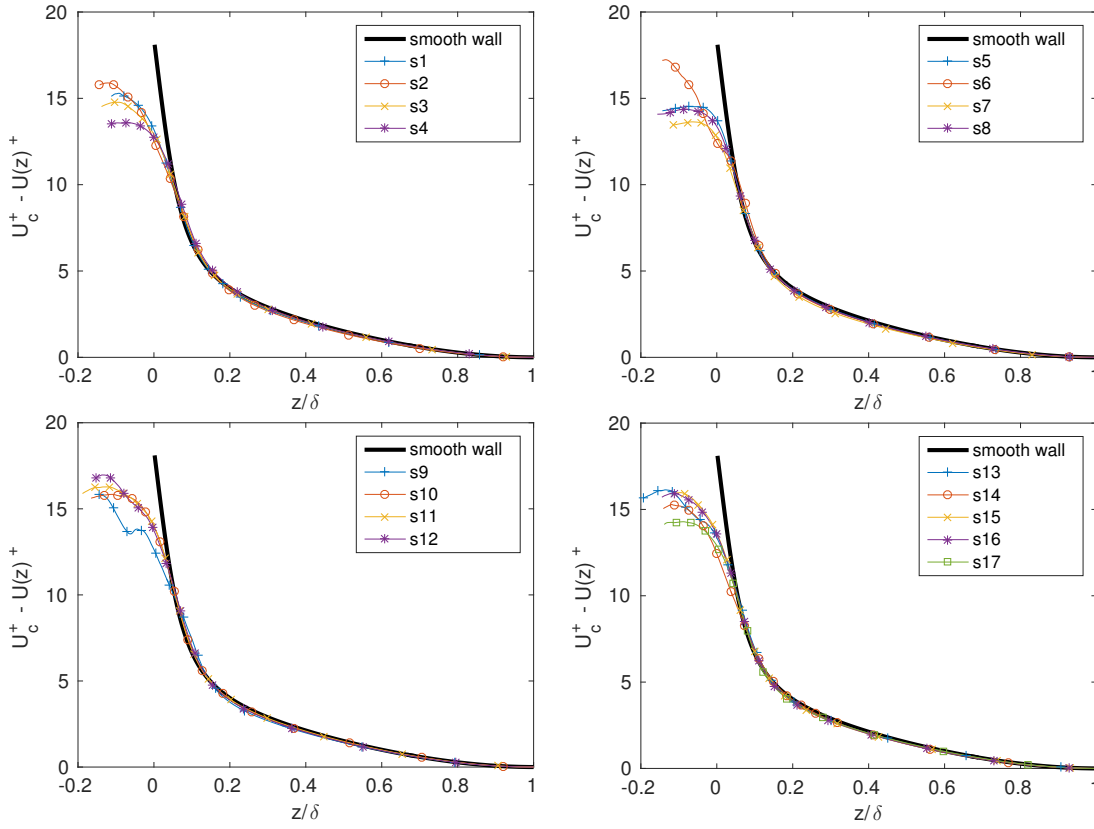 20
15
10
5
0
U_c^+ - U(z)^+
-0.2 0 0.2 0.4 0.6 0.8 1
z/δ
smooth wall
s1
s2
s3
s4
20
15
10
5
0
U_c^+ - U(z)^+
-0.2 0 0.2 0.4 0.6 0.8 1
z/δ
smooth wall
s5
s6
s7
s8
20
15
10
5
0
U_c^+ - U(z)^+
-0.2 0 0.2 0.4 0.6 0.8 1
z/δ
smooth wall
s9
s10
s11
s12
20
15
10
5
0
U_c^+ - U(z)^+
-0.2 0 0.2 0.4 0.6 0.8 1
z/δ
smooth wall
s13
s14
s15
s16
s17